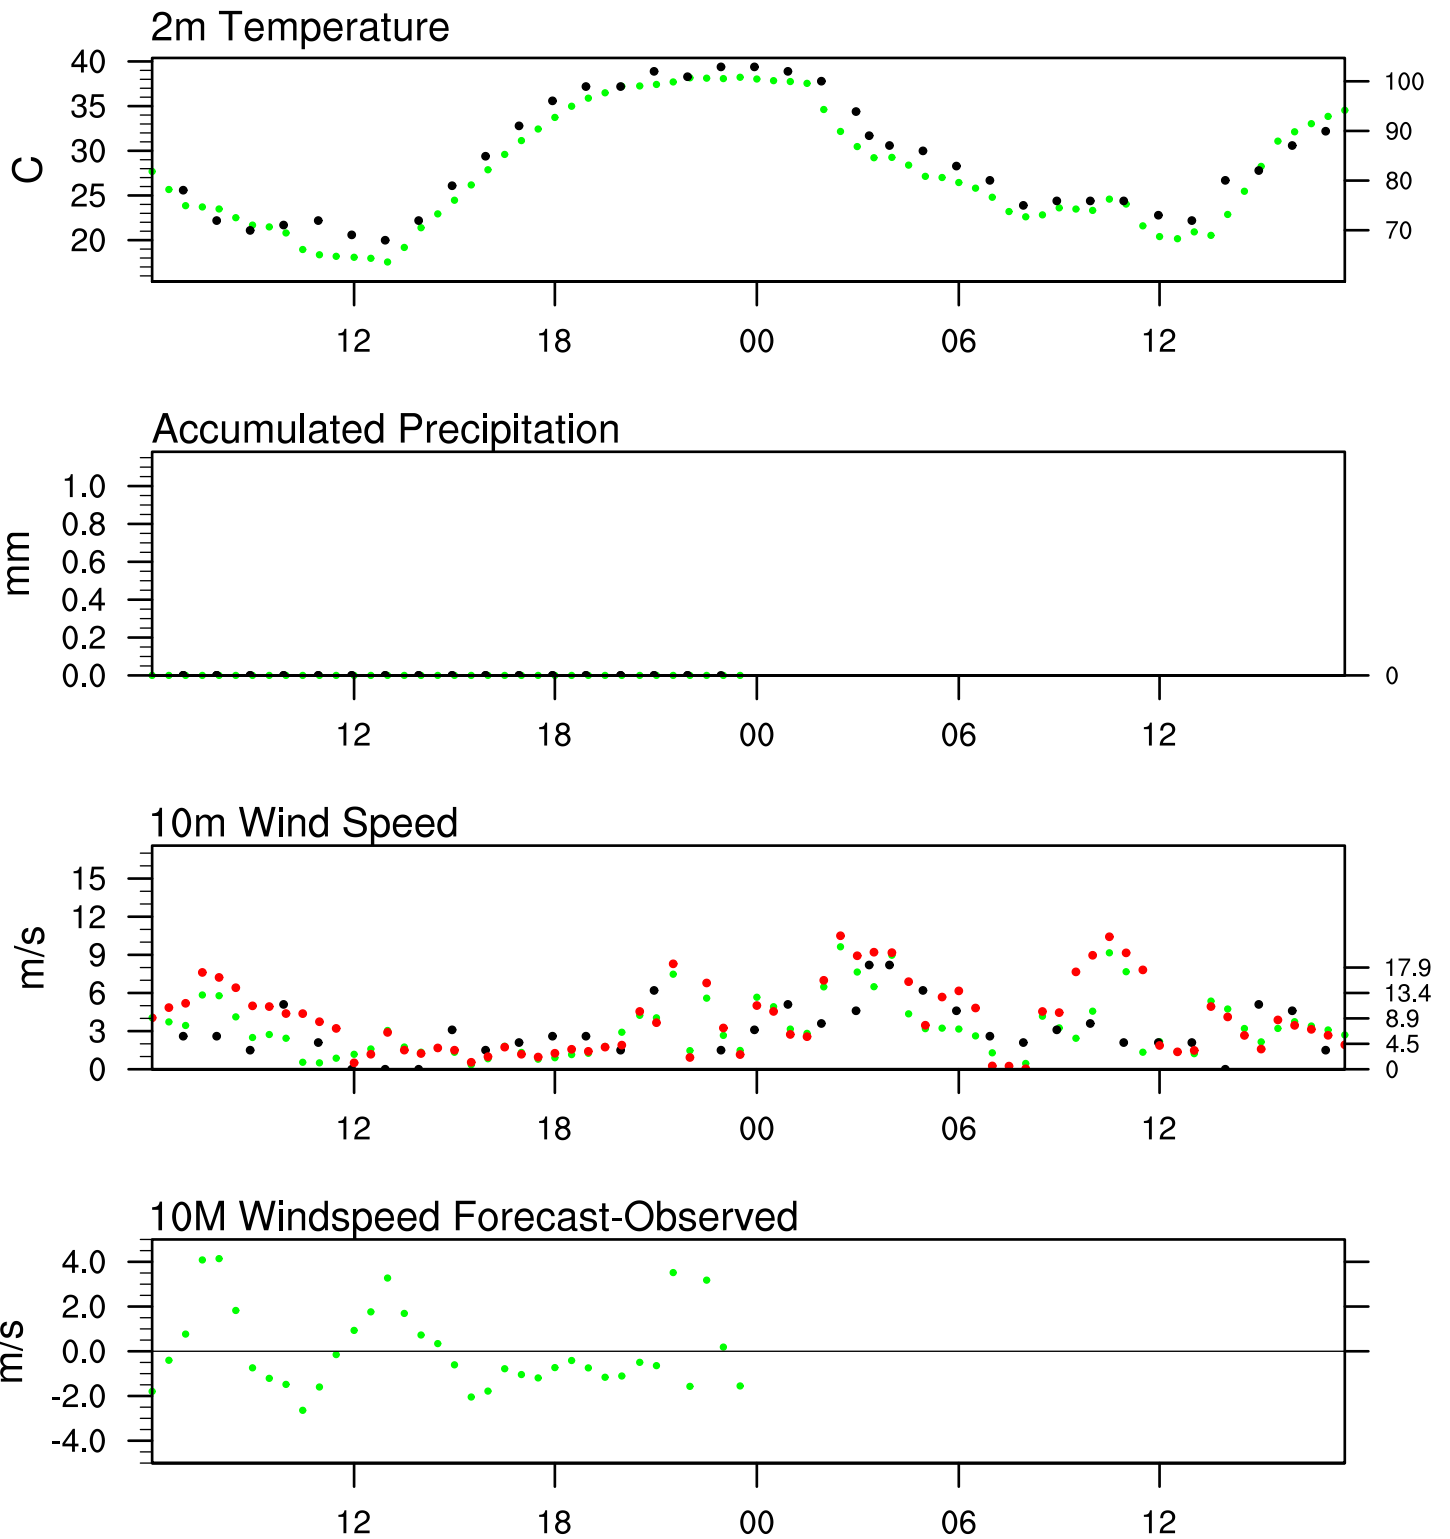 2m Temperature
40
35
30
25
20
C
100
90
80
70
12 18 00 06 12
Accumulated Precipitation
1.0
0.8
0.6
0.4
0.2
0.0
mm
0
12 18 00 06 12
10m Wind Speed
15
12
9
6
3
0
m/s
17.9
13.4
8.9
4.5
0
12 18 00 06 12
10M Windspeed Forecast-Observed
4.0
2.0
0.0
-2.0
-4.0
m/s
12 18 00 06 12